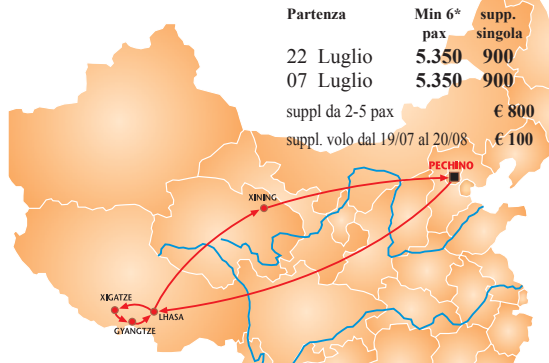 Partenza Min 6* supp.
pax singola
22 Luglio 5.350 900
07 Luglio 5.350 900
suppl da 2-5 pax € 800
suppl. volo dal 19/07 al 20/08 € 100
PECHINO
XINING
XIGATZE
LHASA
GYANGTZE